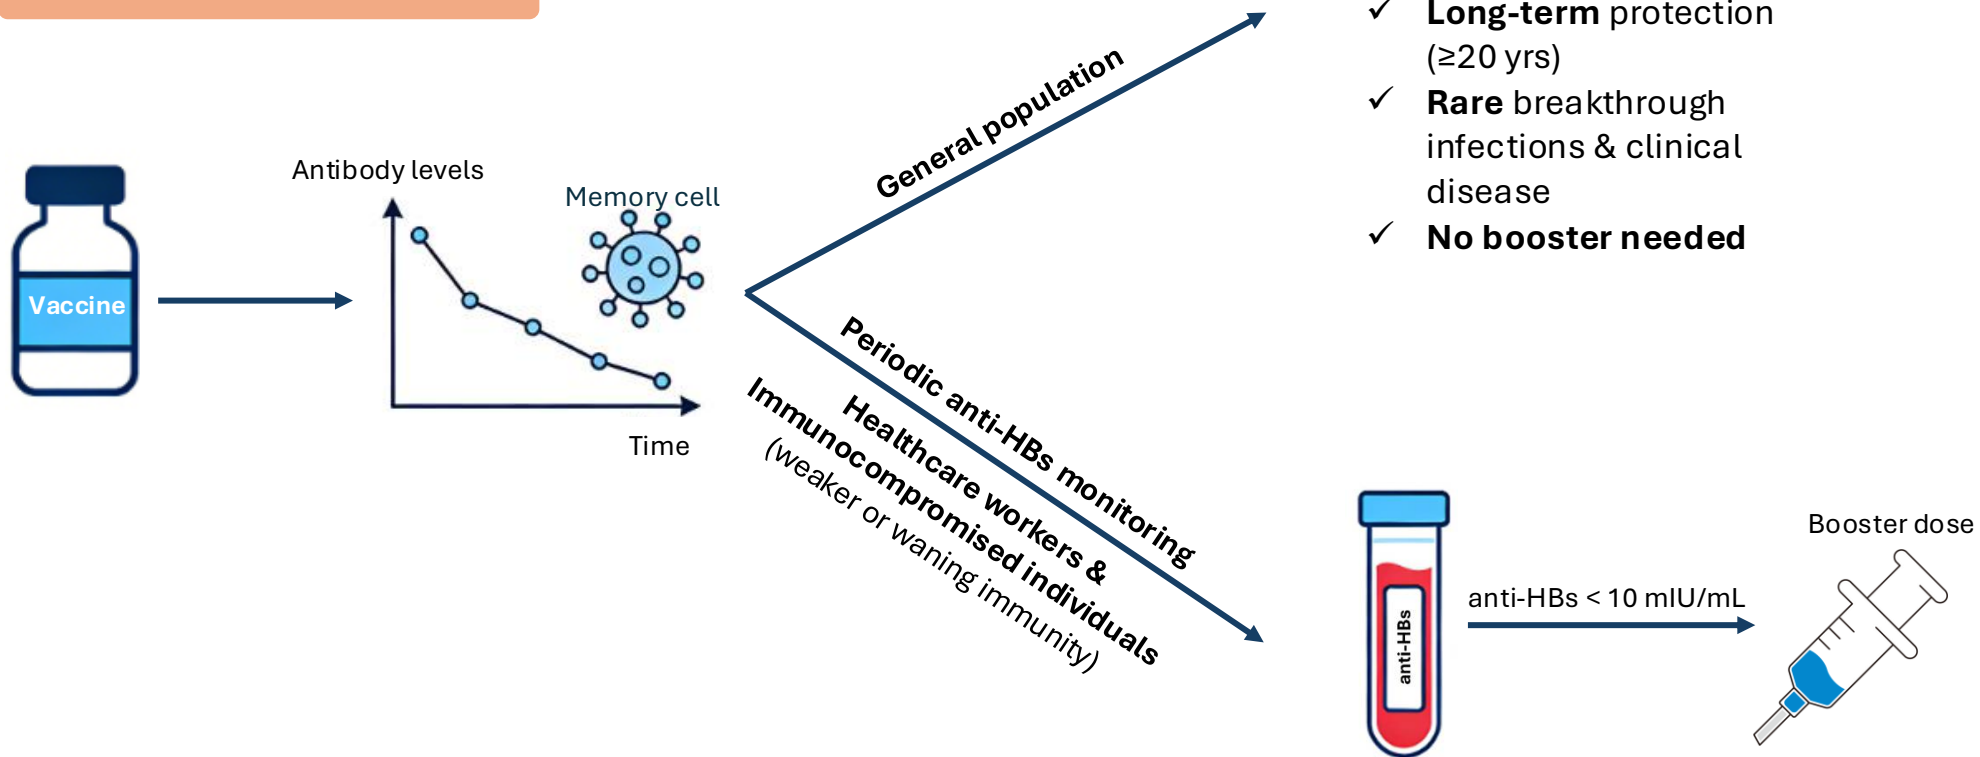 Long-term protection
(≥20 yrs)
Rare breakthrough
infections & clinical
disease
No booster needed
General population
Antibody levels
Memory cell
Vaccine
Time
Periodic anti-HBs monitoring
Healthcare workers &
Immunocompromised individuals
(weaker or waning immunity)
anti-HBs
anti-HBs < 10 mIU/mL
Booster dose